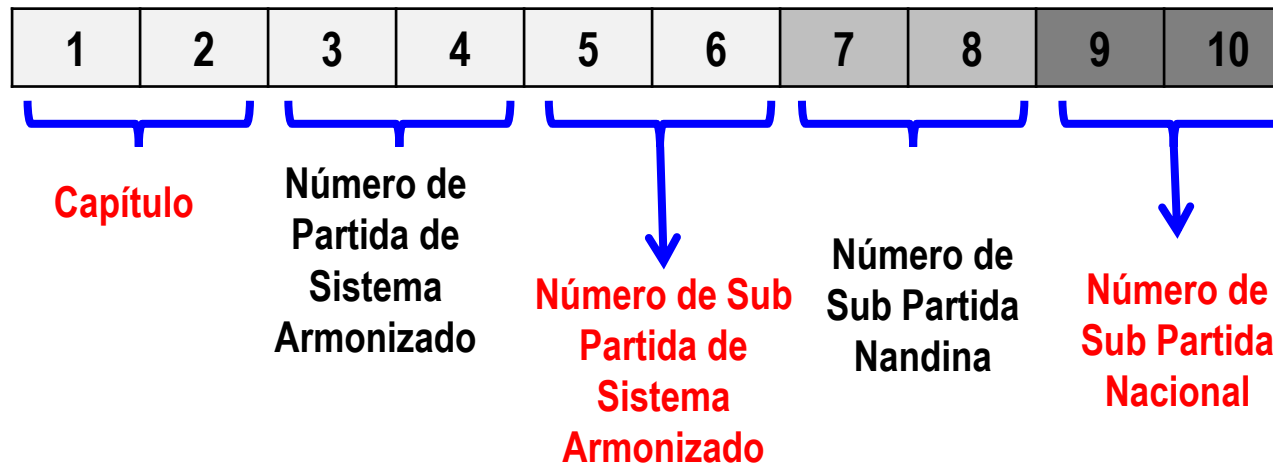 1 2 3 4 5 6 7 8 9 10
Capítulo
Número de
Partida de
Sistema
Armonizado
Número de Sub
Partida de
Sistema
Armonizado
Número de
Sub Partida
Nandina
Número de
Sub Partida
Nacional